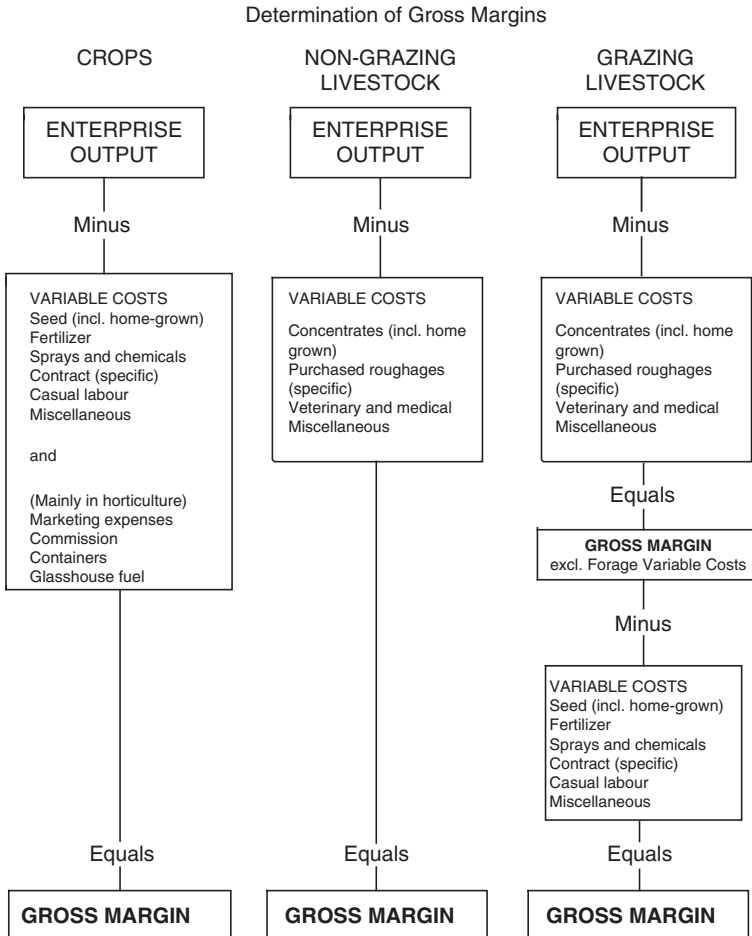 Determination of Gross Margins
CROPS
ENTERPRISE
OUTPUT
Minus
VARIABLE COSTS
Seed (incl. home-grown)
Fertilizer
Sprays and chemicals
Contract (specific)
Casual labour
Miscellaneous
and
(Mainly in horticulture)
Marketing expenses
Commission
Containers
Glasshouse fuel
Equals
GROSS MARGIN
NON-GRAZING
LIVESTOCK
ENTERPRISE
OUTPUT
Minus
VARIABLE COSTS
Concentrates (incl. home
grown)
Purchased roughages
(specific)
Veterinary and medical
Miscellaneous
Equals
GROSS MARGIN
GRAZING
LIVESTOCK
ENTERPRISE
OUTPUT
Minus
VARIABLE COSTS
Concentrates (incl. home
grown)
Purchased roughages
(specific)
Veterinary and medical
Miscellaneous
Equals
GROSS MARGIN
excl. Forage Variable Costs
Minus
VARIABLE COSTS
Seed (incl. home-grown)
Fertilizer
Sprays and chemicals
Contract (specific)
Casual labour
Miscellaneous
Equals
GROSS MARGIN